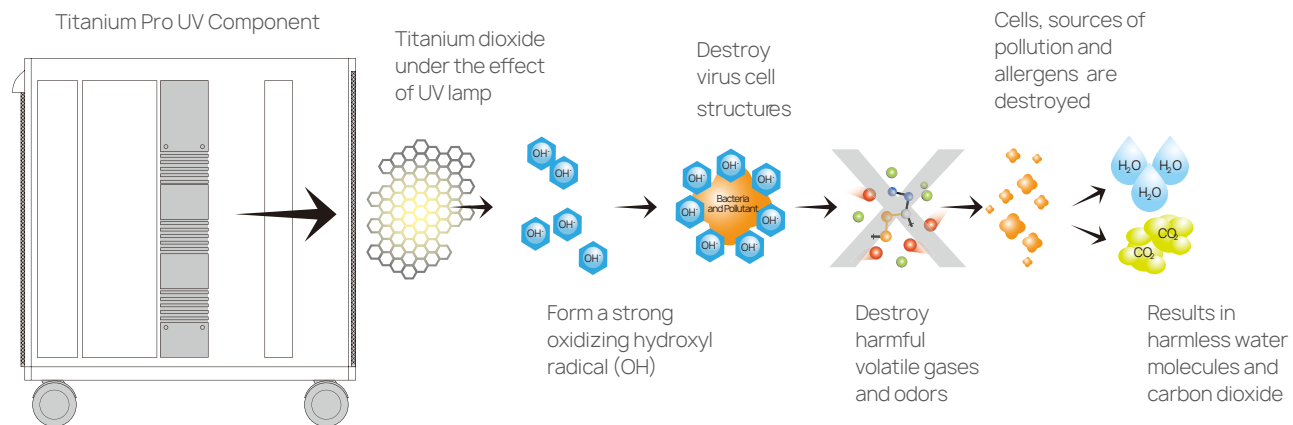 Titanium Pro UV Component
Titanium dioxide
under the effect
of UV lamp
Destroy
virus cell
structures
Cells, sources of
pollution and
allergens are
destroyed
OH-
OH-
OH-
OH-
OH-
OH-
OH-
OH-
OH-
OH-
OH-
OH-
OH-
Bacteria
and Pollutant
H₂O
H₂O
H₂O
CO₂
CO₂
Form a strong
oxidizing hydroxyl
radical (OH)
Destroy
harmful
volatile gases
and odors
Results in
harmless water
molecules and
carbon dioxide